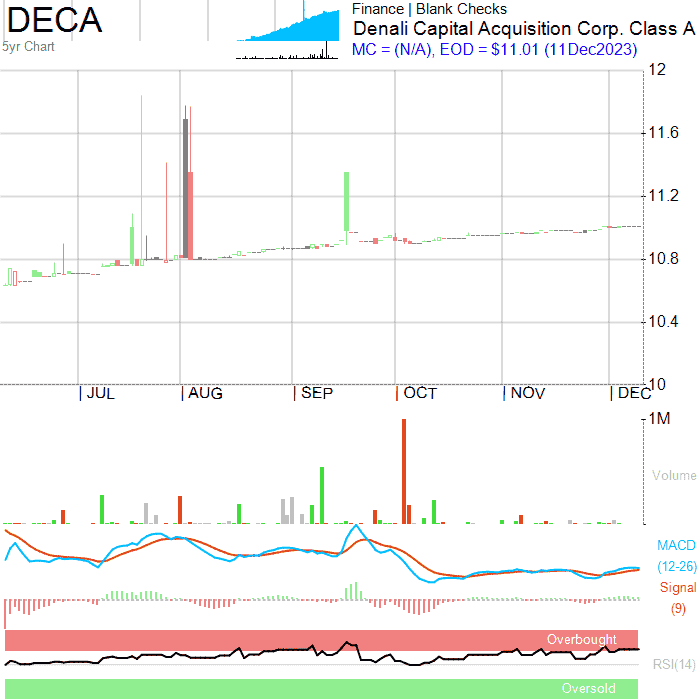 DECA
5yr Chart
Finance | Blank Checks
Denali Capital Acquisition Corp. Class A
MC = (N/A), EOD = $11.01 (11Dec2023)
12
11.6
11.2
10.8
10.4
10
JUL
AUG
SEP
OCT
NOV
DEC
1M
Volume
MACD
(12-26)
Signal
(9)
Overbought
RSI(14)
Oversold